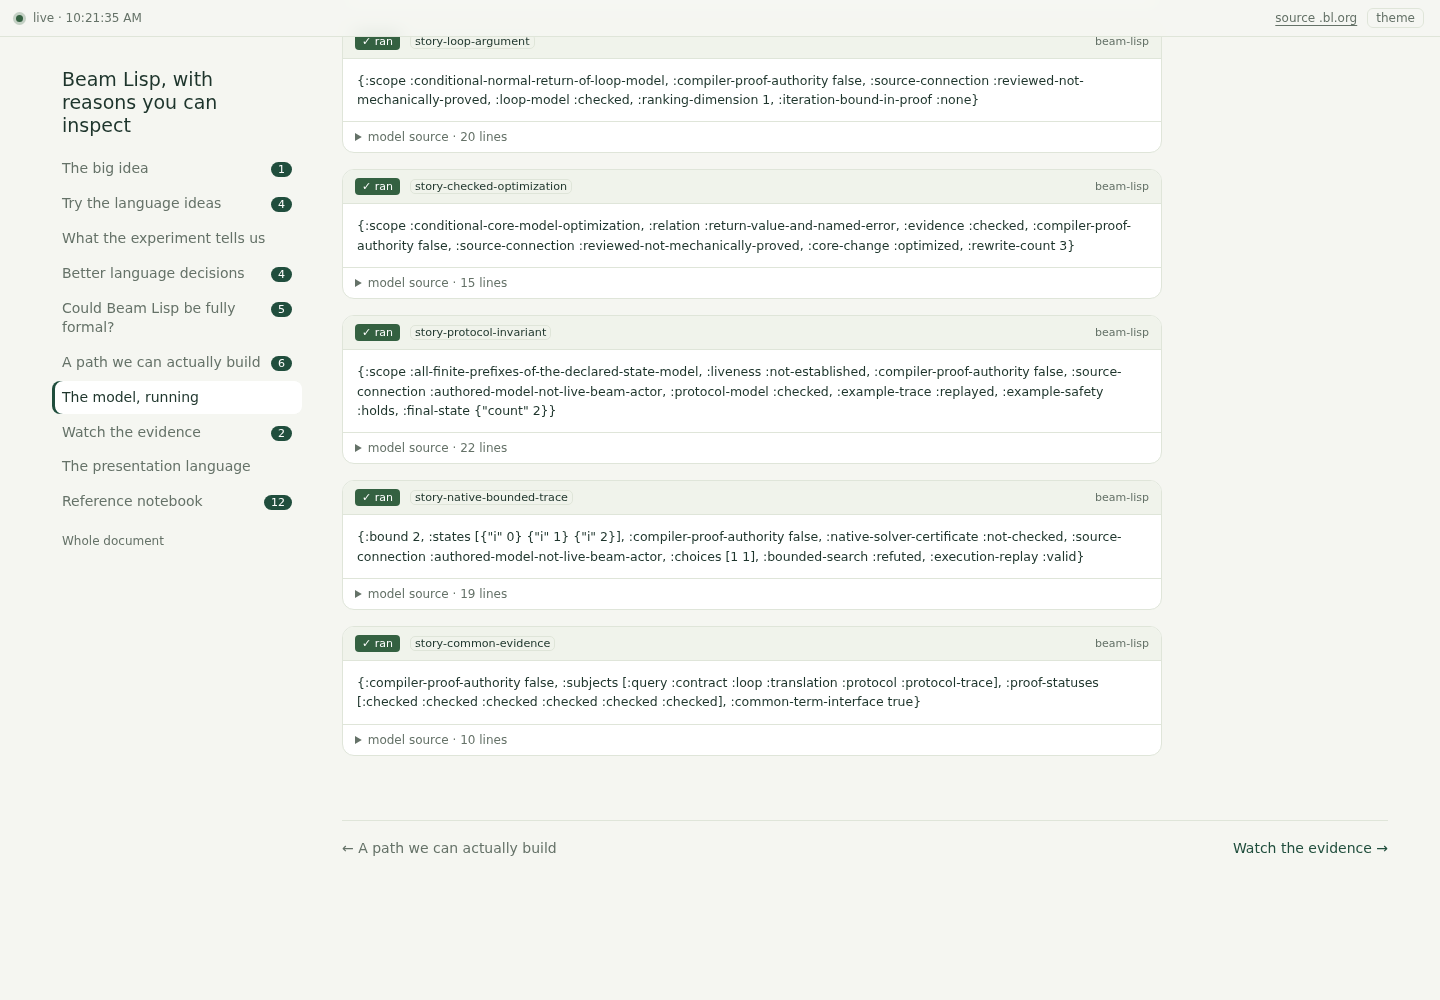 live · 10:21:35 AM
source .bl.org
theme
Beam Lisp, with
reasons you can
inspect
The big idea 1
Try the language ideas 4
What the experiment tells us
Better language decisions 4
Could Beam Lisp be fully
formal? 5
A path we can actually build 6
The model, running
Watch the evidence 2
The presentation language
Reference notebook 12
Whole document
✓ ran story-loop-argument beam-lisp
{:scope :conditional-normal-return-of-loop-model, :compiler-proof-authority false, :source-connection :reviewed-not-
mechanically-proved, :loop-model :checked, :ranking-dimension 1, :iteration-bound-in-proof :none}
▶ model source · 20 lines
✓ ran story-checked-optimization beam-lisp
{:scope :conditional-core-model-optimization, :relation :return-value-and-named-error, :evidence :checked, :compiler-proof-
authority false, :source-connection :reviewed-not-mechanically-proved, :core-change :optimized, :rewrite-count 3}
▶ model source · 15 lines
✓ ran story-protocol-invariant beam-lisp
{:scope :all-finite-prefixes-of-the-declared-state-model, :liveness :not-established, :compiler-proof-authority false, :source-
connection :authored-model-not-live-beam-actor, :protocol-model :checked, :example-trace :replayed, :example-safety
:holds, :final-state {"count" 2}}
▶ model source · 22 lines
✓ ran story-native-bounded-trace beam-lisp
{:bound 2, :states [{"i" 0} {"i" 1} {"i" 2}], :compiler-proof-authority false, :native-solver-certificate :not-checked, :source-
connection :authored-model-not-live-beam-actor, :choices [1 1], :bounded-search :refuted, :execution-replay :valid}
▶ model source · 19 lines
✓ ran story-common-evidence beam-lisp
{:compiler-proof-authority false, :subjects [:query :contract :loop :translation :protocol :protocol-trace], :proof-statuses
[:checked :checked :checked :checked :checked :checked], :common-term-interface true}
▶ model source · 10 lines
← A path we can actually build
Watch the evidence →